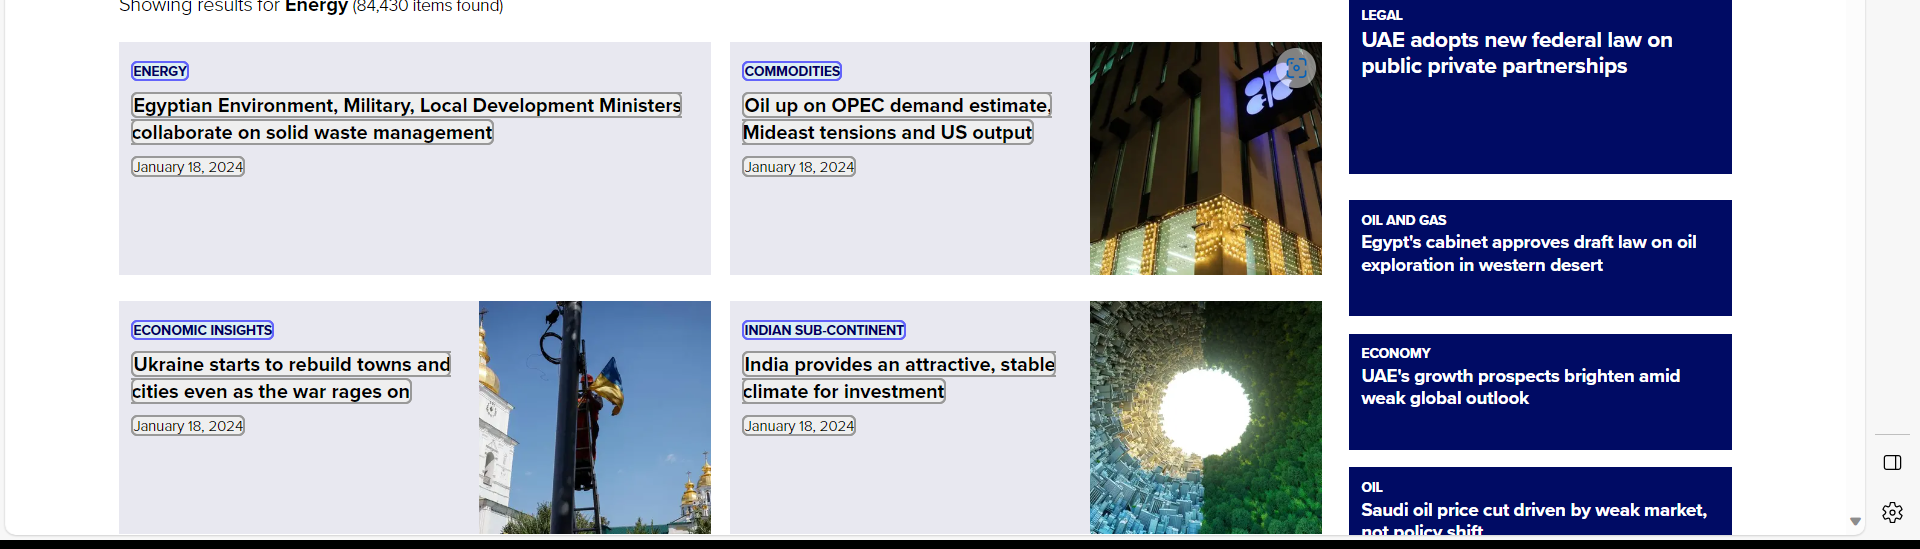 Showing results for Energy (84,430 items found)
ENERGY
Egyptian Environment, Military, Local Development Ministers
collaborate on solid waste management
January 18, 2024
COMMODITIES
Oil up on OPEC demand estimate,
Mideast tensions and US output
January 18, 2024
OPE
ECONOMIC INSIGHTS
Ukraine starts to rebuild towns and
cities even as the war rages on
January 18, 2024
INDIAN SUB-CONTINENT
India provides an attractive, stable
climate for investment
January 18, 2024
LEGAL
UAE adopts new federal law on
public private partnerships
OIL AND GAS
Egypt's cabinet approves draft law on oil
exploration in western desert
ECONOMY
UAE's growth prospects brighten amid
weak global outlook
OIL
Saudi oil price cut driven by weak market,
not policy shift